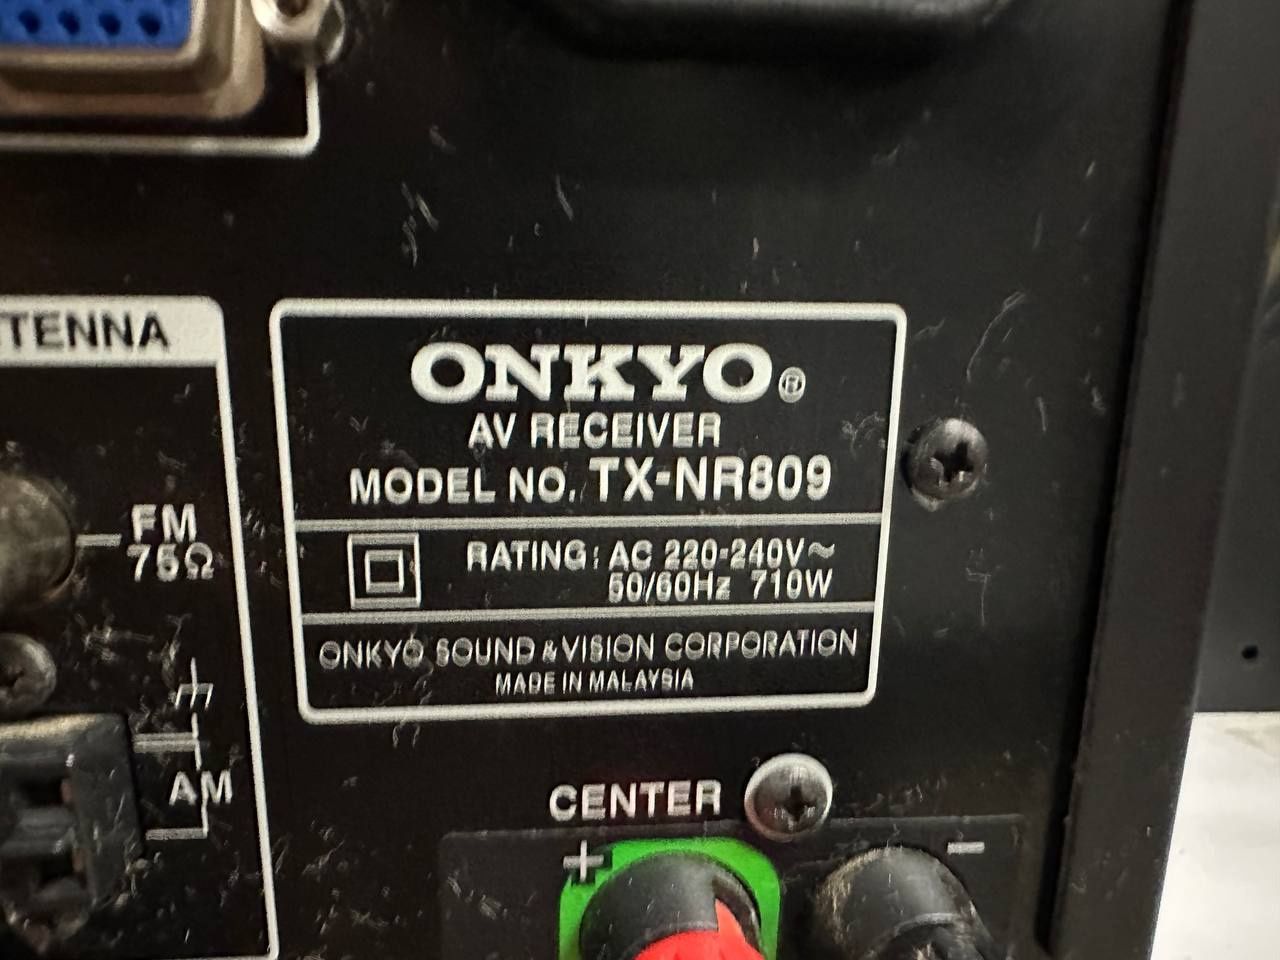 TENNA
FM
75Ω
AM
ONKYO®
AV RECEIVER
MODEL NO. TX-NR809
RATING: AC 220-240V~
50/60Hz 710W
ONKYO SOUND & VISION CORPORATION
MADE IN MALAYSIA
CENTER
+ -